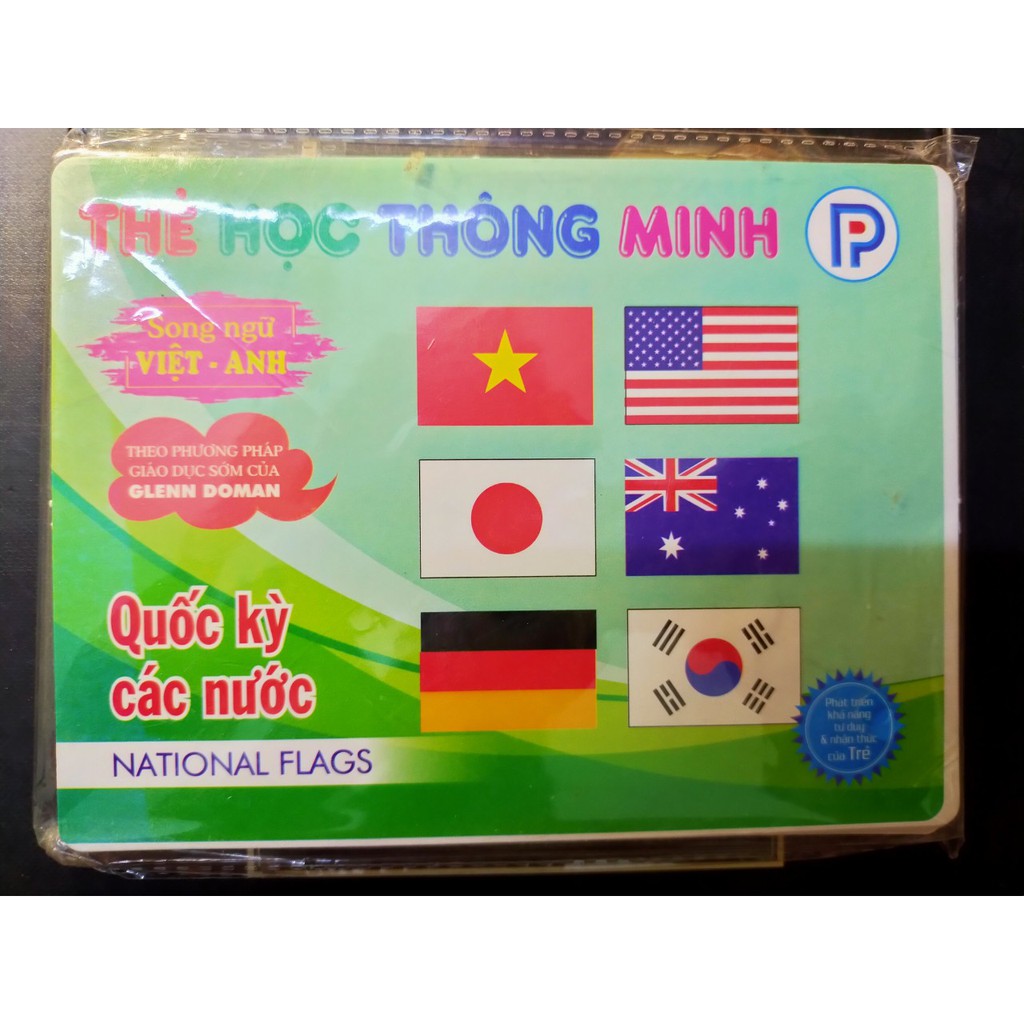 THẺ HỌC THÔNG MINH
P
Song ngữ
VIỆT - ANH
THEO PHƯƠNG PHÁP
GIÁO DỤC SỚM CỦA
GLENN DOMAN
Quốc kỳ
các nước
NATIONAL FLAGS
Phát triển
khả năng
tư duy
& nhận thức
của Trẻ